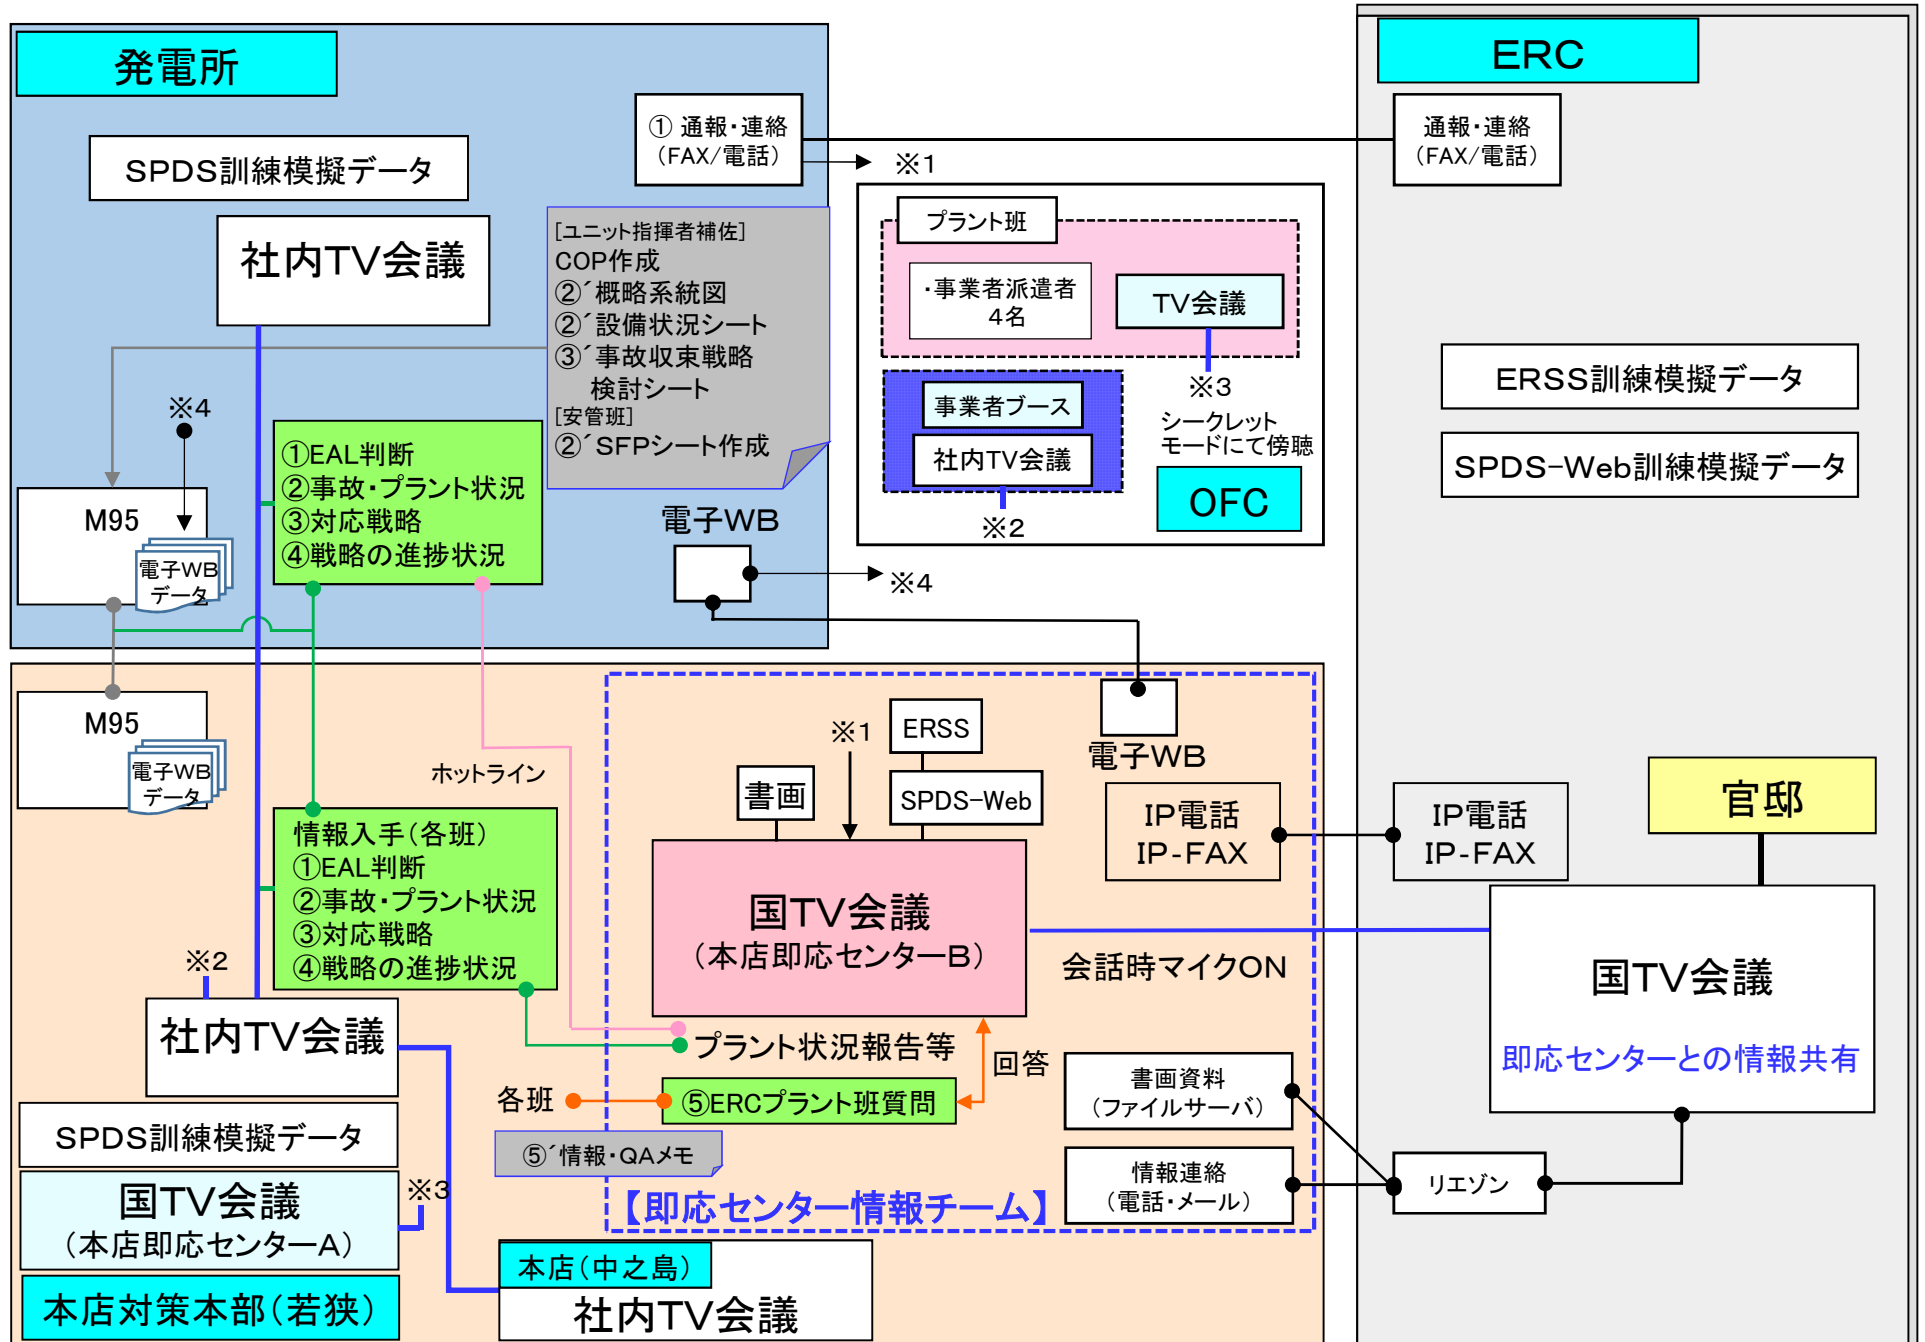 発電所
SPDS訓練模擬データ
社内TV会議
① 通報・連絡
（FAX/電話）
※1
[ユニット指揮者補佐]
COP作成
②´概略系統図
②´設備状況シート
③´事故収束戦略
検討シート
[安管班]
②´SFPシート作成
※4
①EAL判断
②事故・プラント状況
③対応戦略
④戦略の進捗状況
M95
電子WB
データ
電子WB
※4
プラント班
・事業者派遣者
4名
TV会議
※3
シークレット
モードにて傍聴
事業者ブース
社内TV会議
※2
OFC
ERC
通報・連絡
（FAX/電話）
ERSS訓練模擬データ
SPDS-Web訓練模擬データ
官邸
IP電話
IP-FAX
国TV会議
即応センターとの情報共有
リエゾン
M95
電子WB
データ
ホットライン
情報入手（各班）
①EAL判断
②事故・プラント状況
③対応戦略
④戦略の進捗状況
※2
社内TV会議
SPDS訓練模擬データ
国TV会議
（本店即応センターA）
※3
本店対策本部（若狭）
※1
ERSS
書画
SPDS-Web
電子WB
IP電話
IP-FAX
国TV会議
（本店即応センターB）
会話時マイクON
プラント状況報告等
回答
各班
⑤ERCプラント班質問
⑤´情報・QAメモ
書画資料
（ファイルサーバ）
情報連絡
（電話・メール）
【即応センター情報チーム】
本店（中之島）
社内TV会議